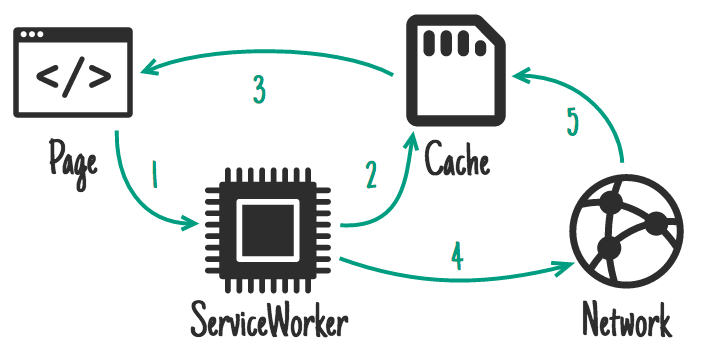 </>
3
5
Page
Cache
1
2
4
ServiceWorker
Network